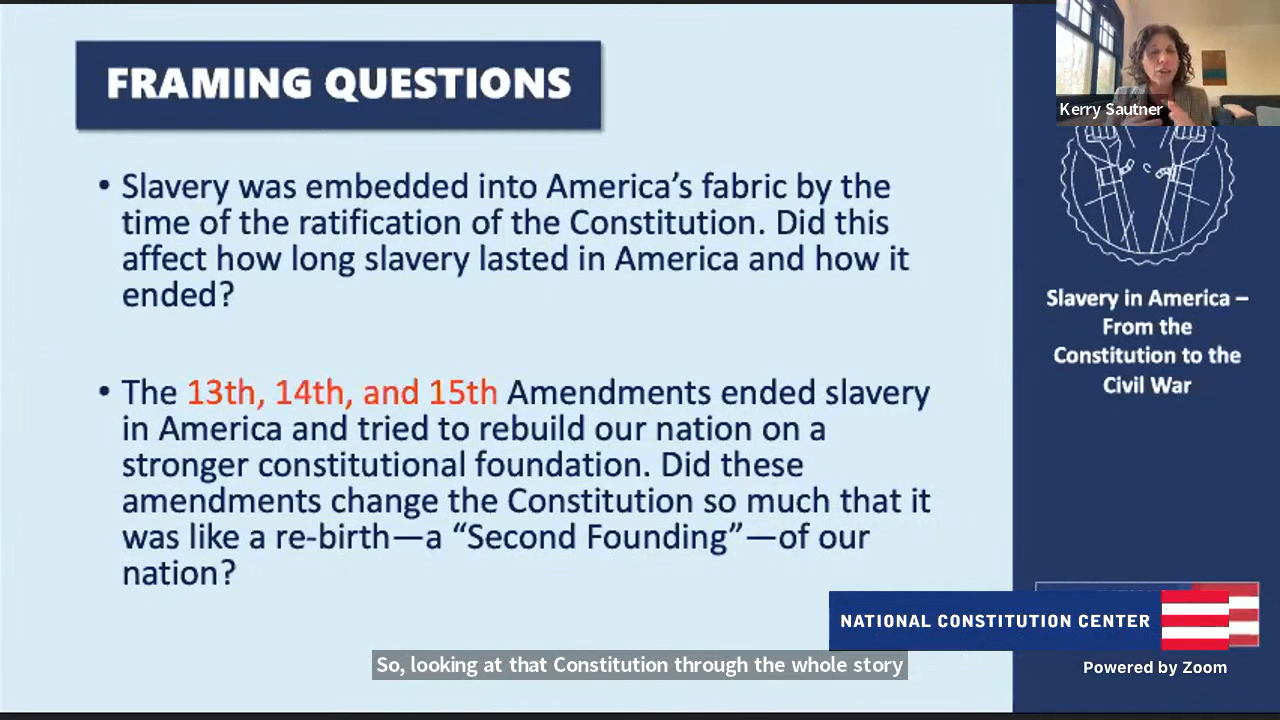 FRAMING QUESTIONS
• Slavery was embedded into America's fabric by the
time of the ratification of the Constitution. Did this
affect how long slavery lasted in America and how it
ended?
• The 13th, 14th, and 15th Amendments ended slavery
in America and tried to rebuild our nation on a
stronger constitutional foundation. Did these
amendments change the Constitution so much that it
was like a re-birth—a “Second Founding”—of our
nation?
Kerry Sautner
Slavery in America –
From the
Constitution to the
Civil War
NATIONAL CONSTITUTION CENTER
So, looking at that Constitution through the whole story
Powered by Zoom